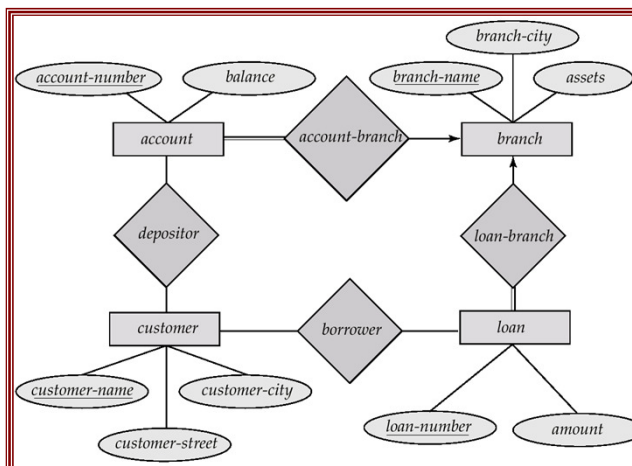 branch-city
account-number balance branch-name assets
account account-branch branch
depositor loan-branch
customer borrower loan
customer-name customer-city
customer-street loan-number amount